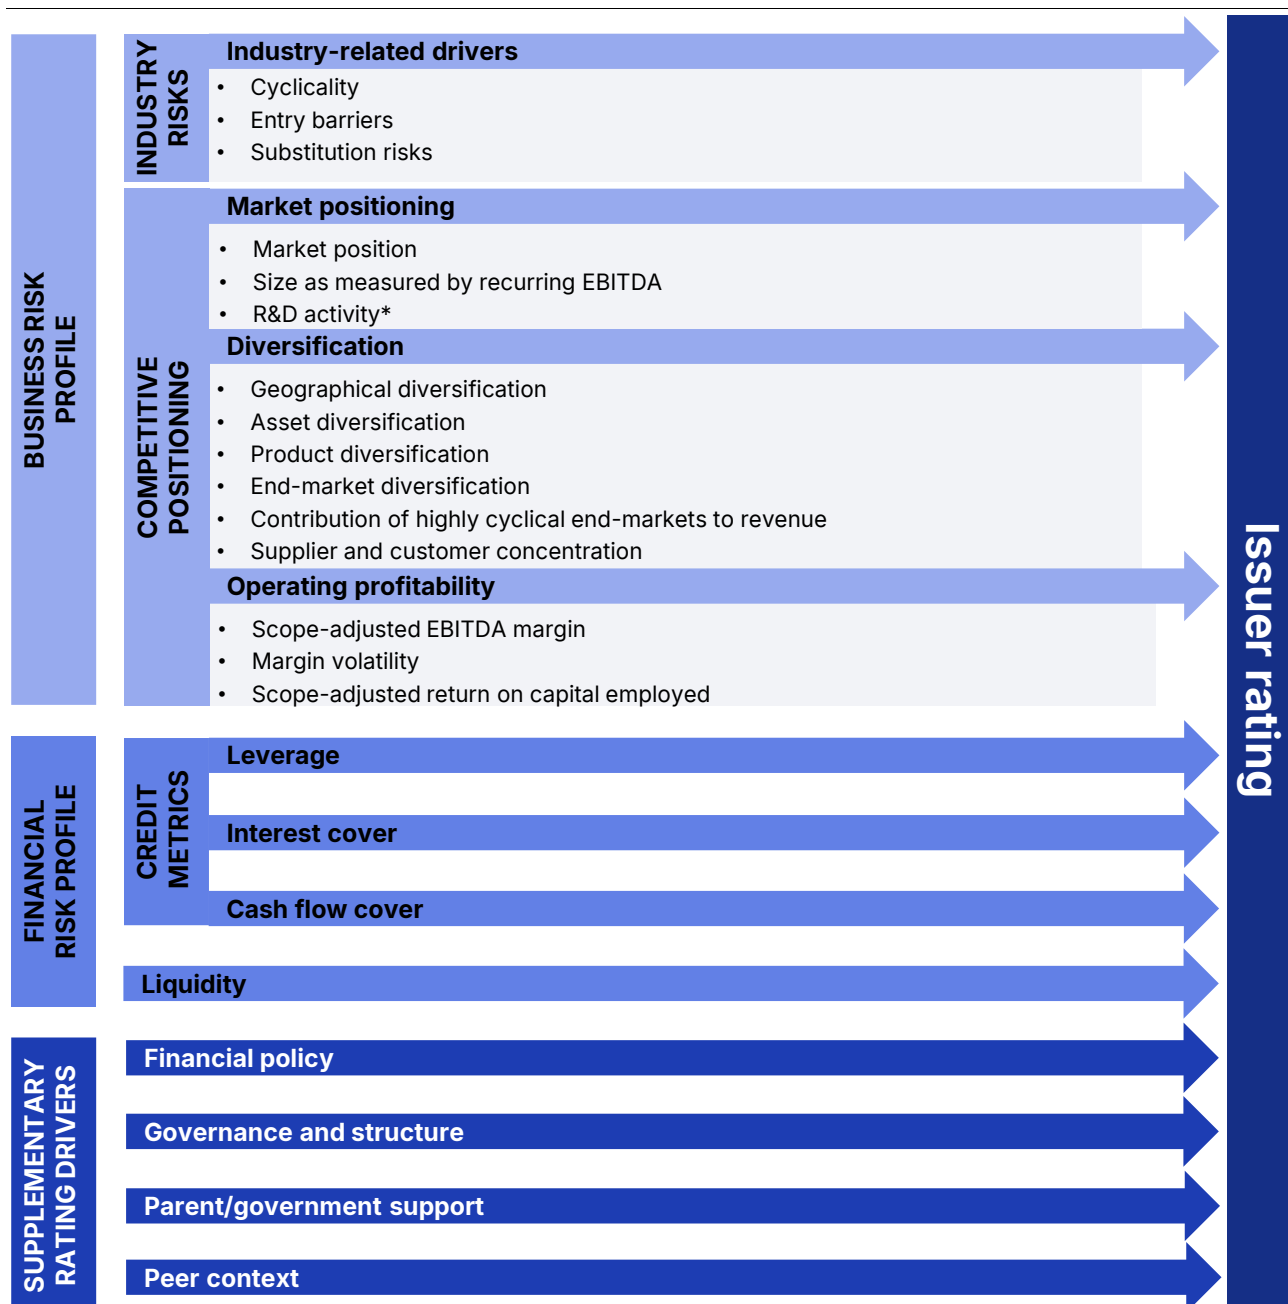 BUSINESS RISK
PROFILE
INDUSTRY
RISKS
Industry-related drivers
• Cyclicality
• Entry barriers
• Substitution risks
COMPETITIVE
POSITIONING
Market positioning
• Market position
• Size as measured by recurring EBITDA
• R&D activity*
Diversification
• Geographical diversification
• Asset diversification
• Product diversification
• End-market diversification
• Contribution of highly cyclical end-markets to revenue
• Supplier and customer concentration
Operating profitability
• Scope-adjusted EBITDA margin
• Margin volatility
• Scope-adjusted return on capital employed
FINANCIAL
RISK PROFILE
CREDIT
METRICS
Leverage
Interest cover
Cash flow cover
Liquidity
SUPPLEMENTARY
RATING DRIVERS
Financial policy
Governance and structure
Parent/government support
Peer context
Issuer rating